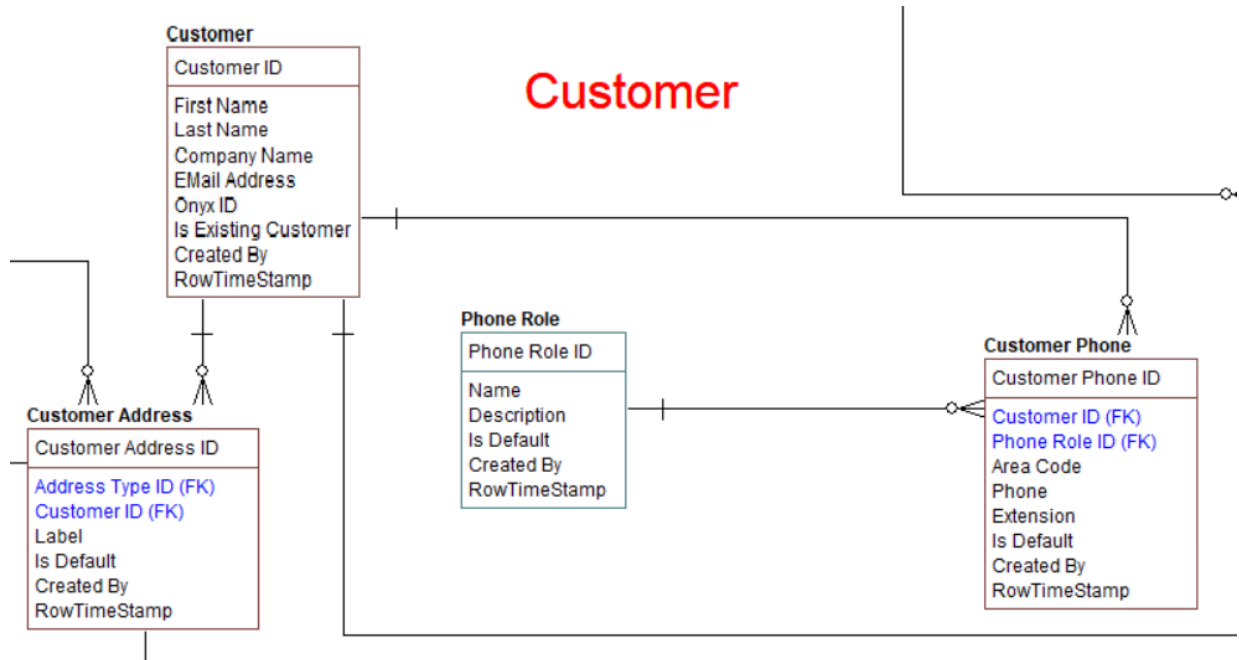 Customer
Customer ID
First Name
Last Name
Company Name
EMail Address
Onyx ID
Is Existing Customer
Created By
RowTimeStamp
Customer
Phone Role
Phone Role ID
Name
Description
Is Default
Created By
RowTimeStamp
Customer Phone
Customer Phone ID
Customer ID (FK)
Phone Role ID (FK)
Area Code
Phone
Extension
Is Default
Created By
RowTimeStamp
Customer Address
Customer Address ID
Address Type ID (FK)
Customer ID (FK)
Label
Is Default
Created By
RowTimeStamp